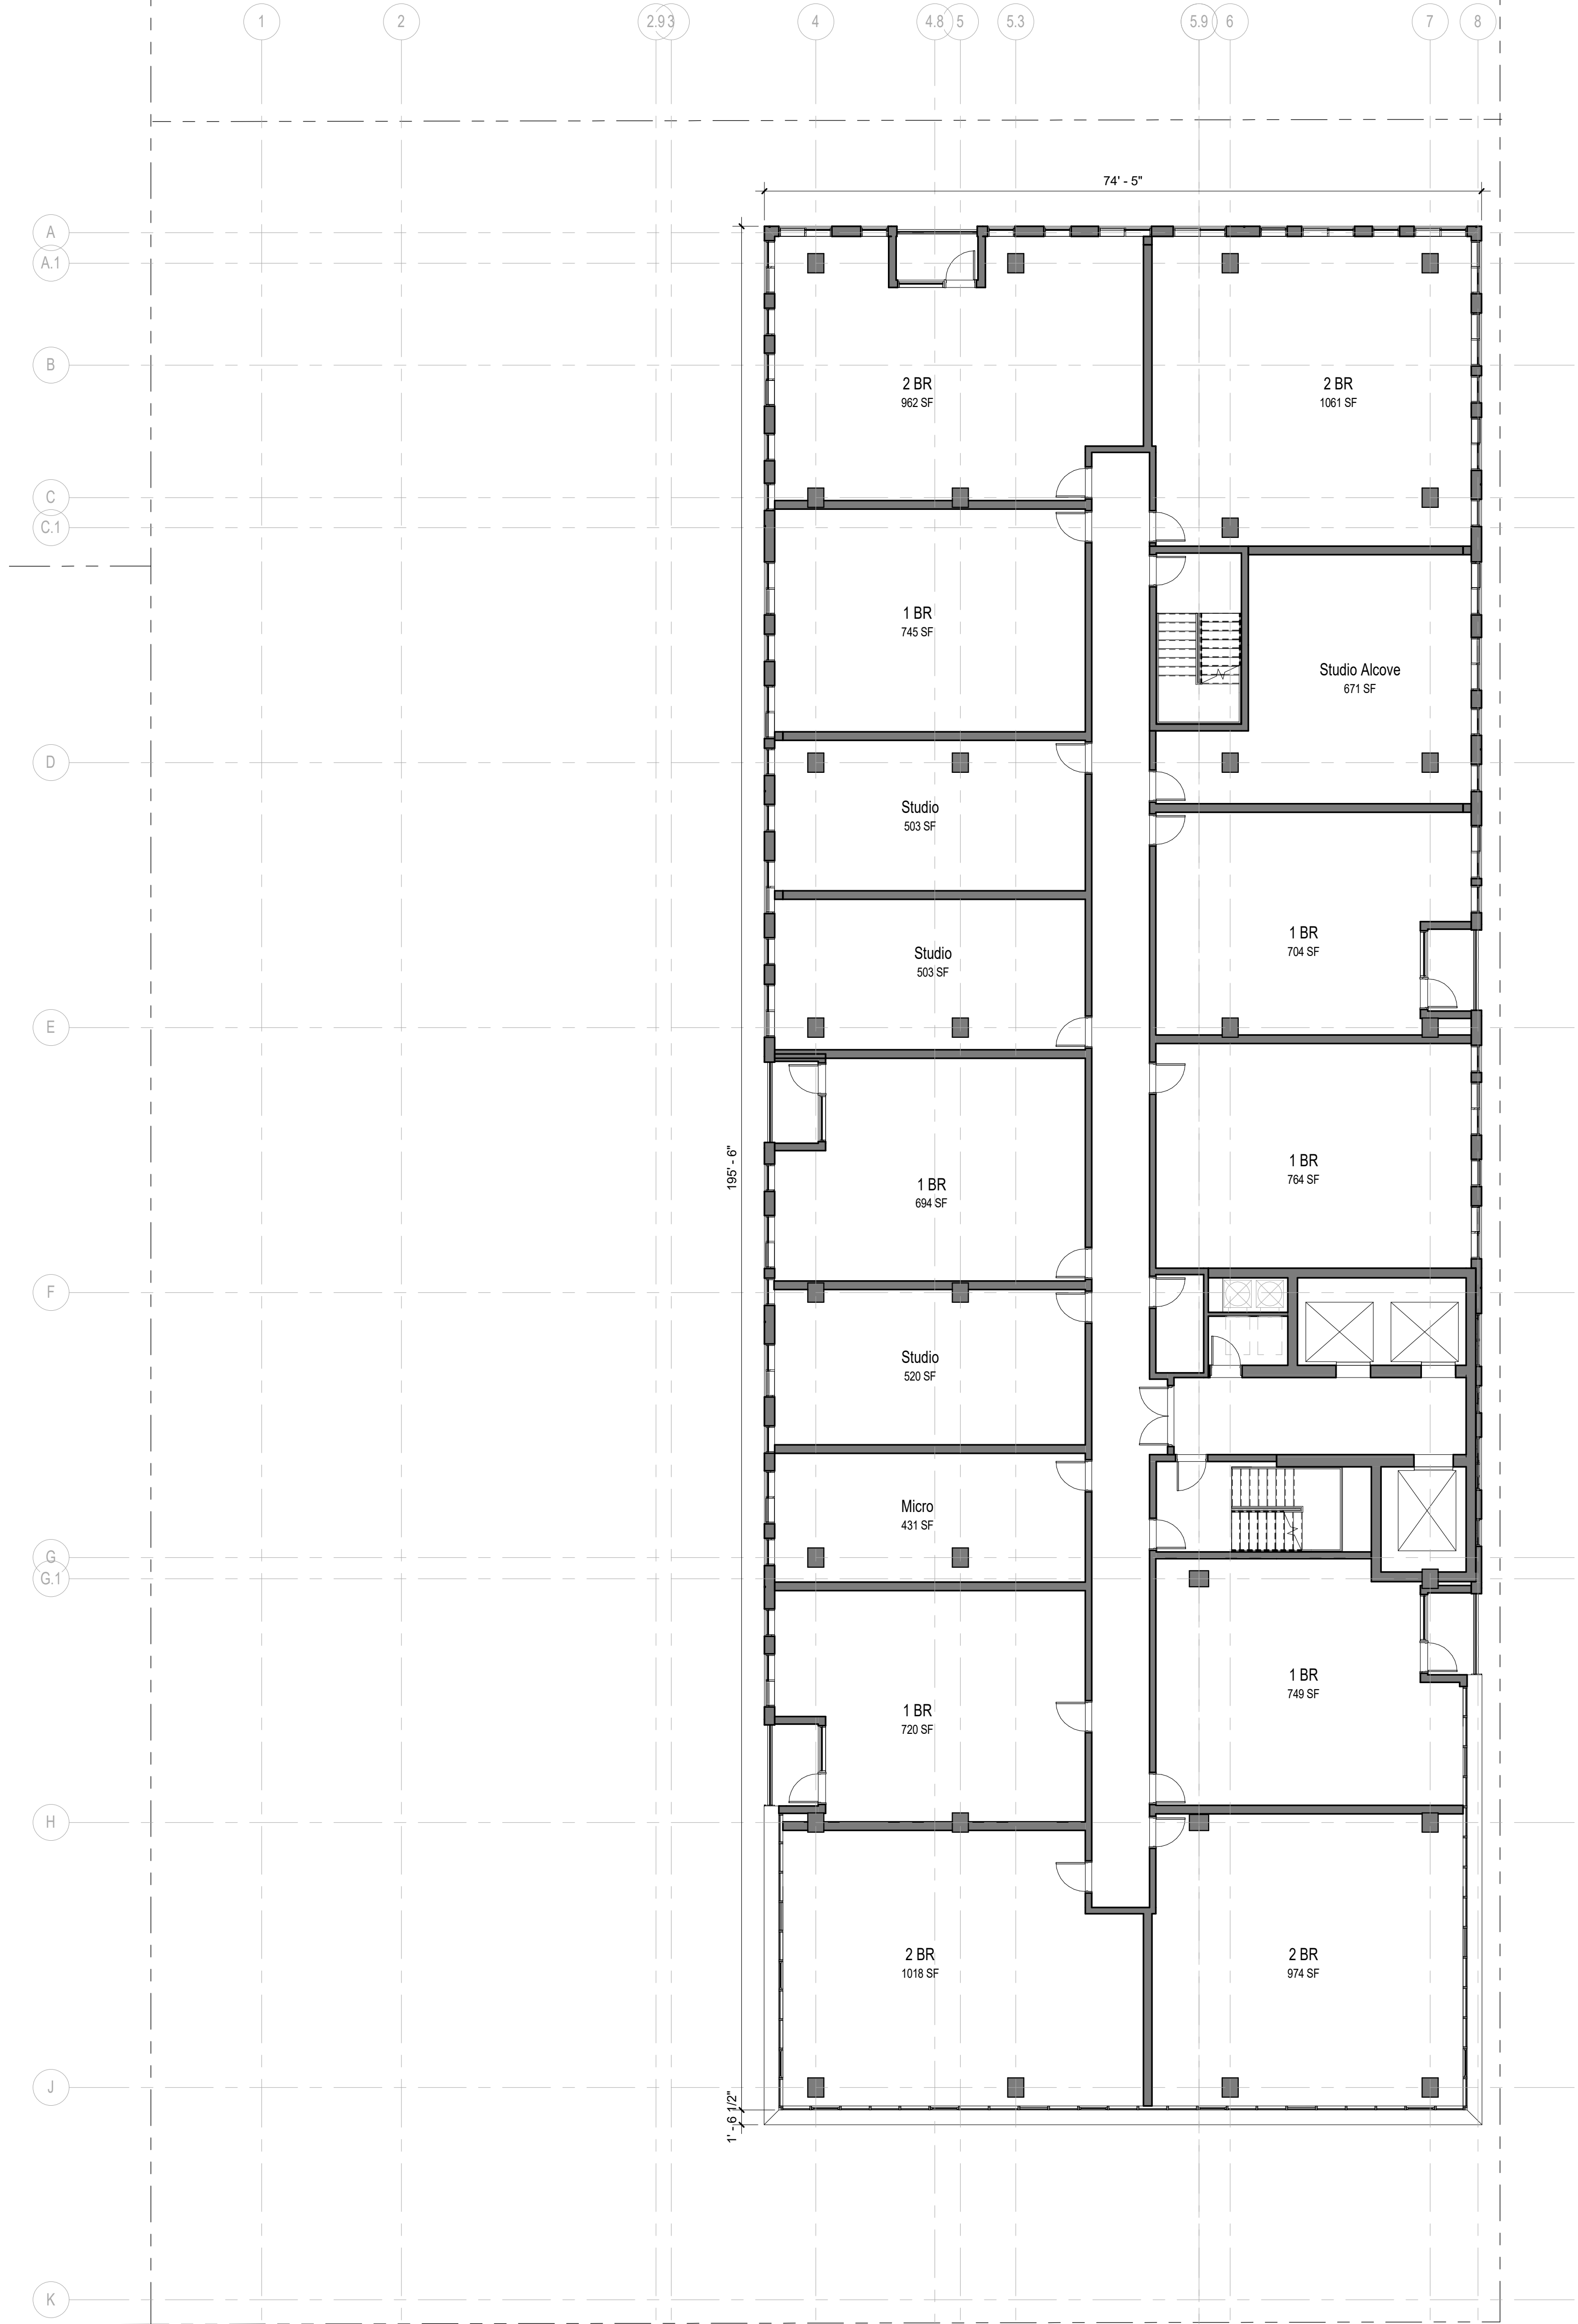 1
2
2.9
3
4
4.8
5
5.3
5.9
6
7
8
74' - 5"
A
A.1
B
2 BR
962 SF
2 BR
1061 SF
C
C.1
1 BR
745 SF
Studio Alcove
671 SF
D
Studio
503 SF
1 BR
704 SF
Studio
503 SF
E
195' - 6"
1 BR
694 SF
1 BR
764 SF
F
Studio
520 SF
Micro
431 SF
G
G.1
1 BR
720 SF
1 BR
749 SF
H
2 BR
1018 SF
2 BR
974 SF
J
1' - 6 1/2"
K